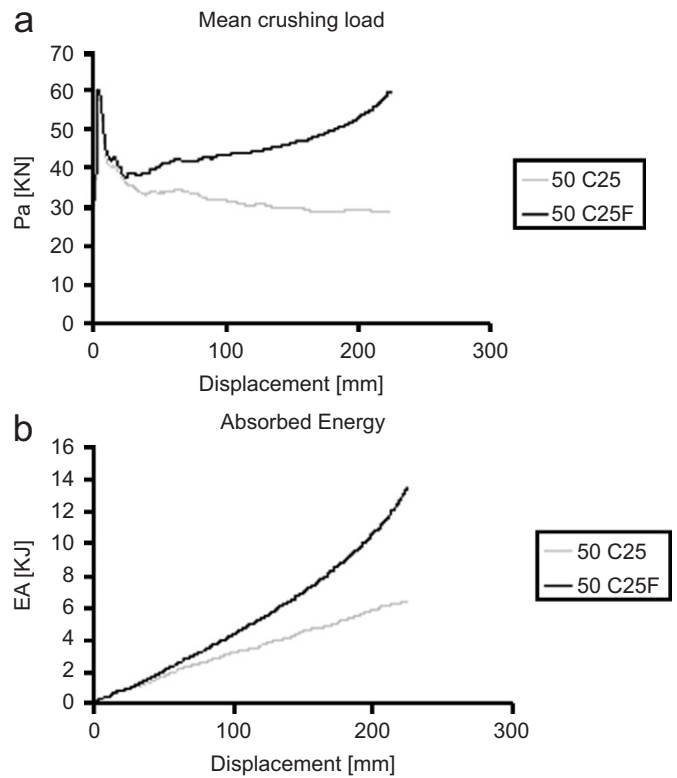 a
Mean crushing load
70
60
50
40
30
20
10
0
Pa [KN]
0 100 200 300
Displacement [mm]
50 C25
50 C25F
b
Absorbed Energy
16
14
12
10
8
6
4
2
0
EA [KJ]
0 100 200 300
Displacement [mm]
50 C25
50 C25F